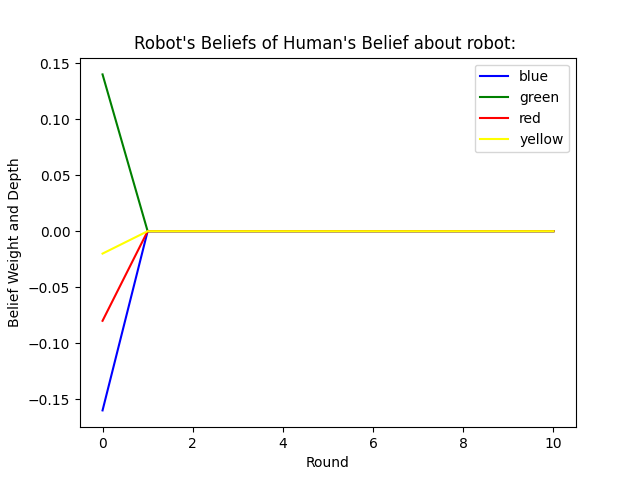 Robot's Beliefs of Human's Belief about robot:
blue
green
red
yellow
0.15
0.10
0.05
0.00
−0.05
−0.10
−0.15
Belief Weight and Depth
0 2 4 6 8 10
Round